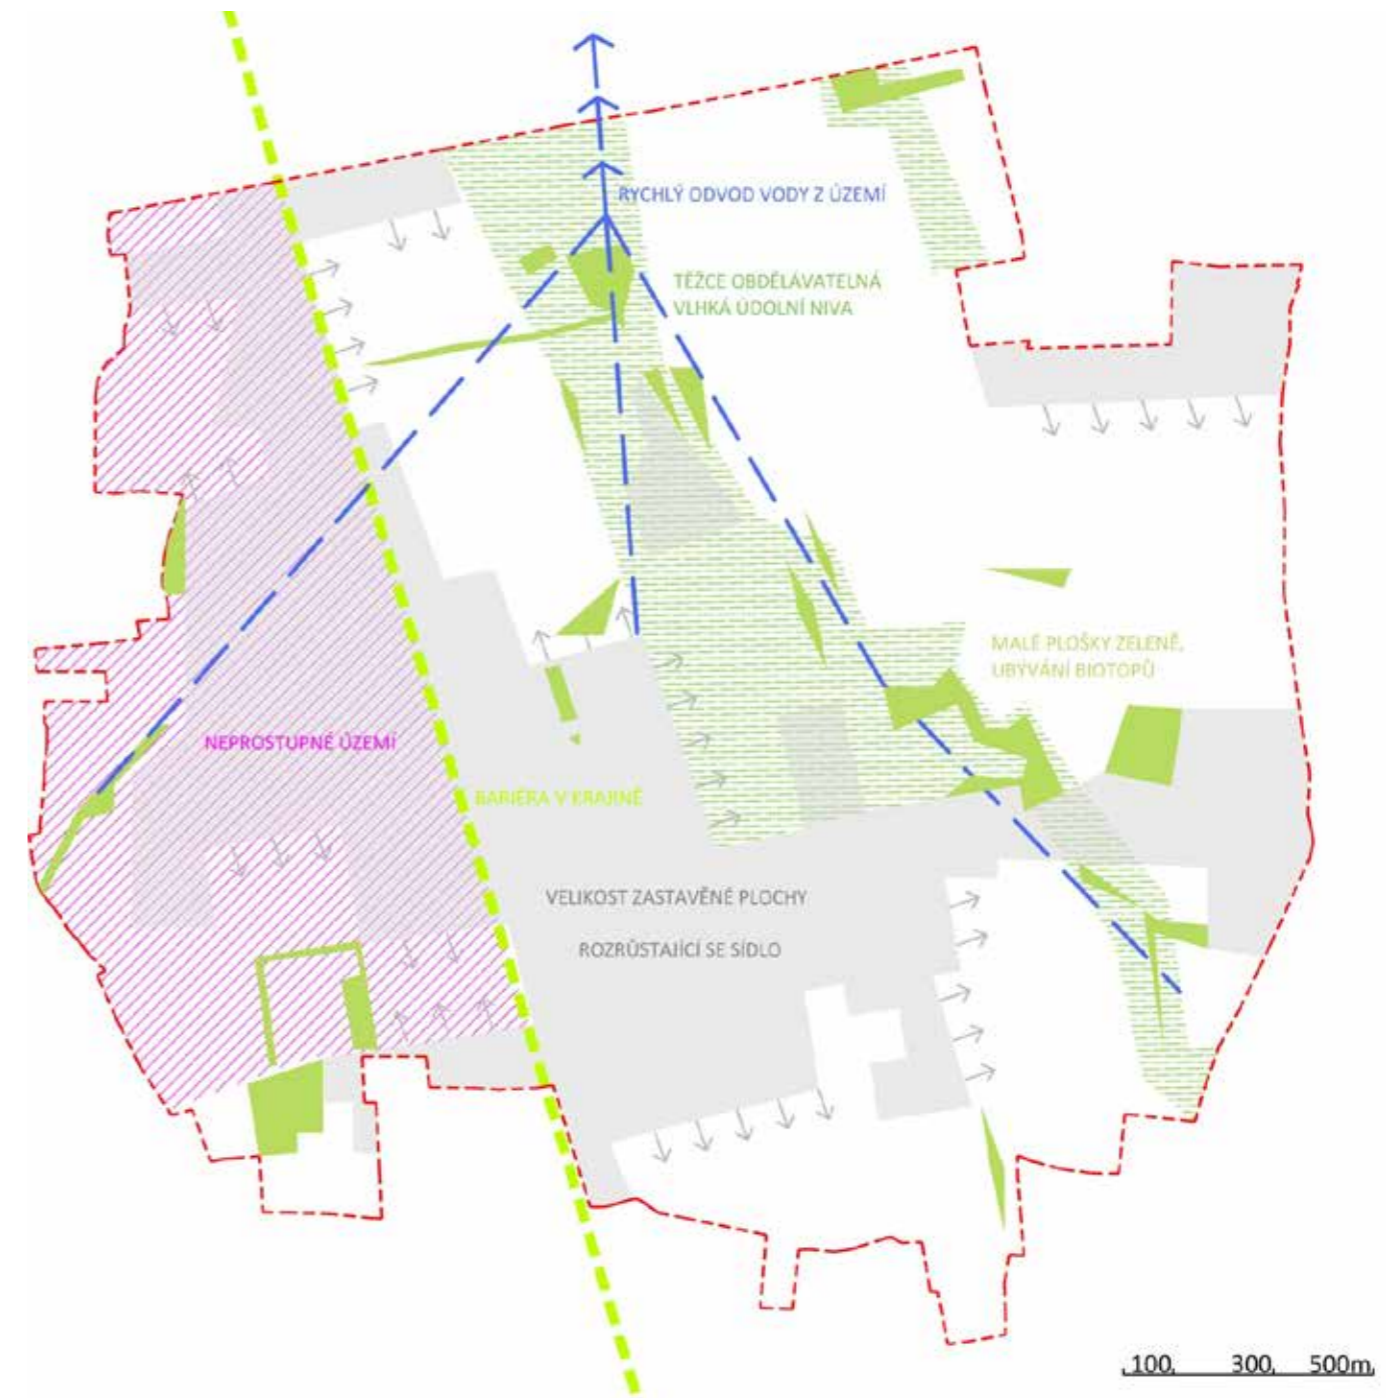 RYCHLÝ ODVOD VODY Z ÚZEMÍ
TĚŽCE OBDĚLÁVATELNÁ
VLHKÁ ÚDOLNÍ NIVA
MALÉ PLOŠKY ZELENĚ,
UBÝVÁNÍ BIOTOPŮ
NEPROSTUPNÉ ÚZEMÍ
BARIÉRA V KRAJINĚ
VELIKOST ZASTAVĚNÉ PLOCHY
ROZRŮSTAJÍCÍ SE SÍDLO
100 300 500m